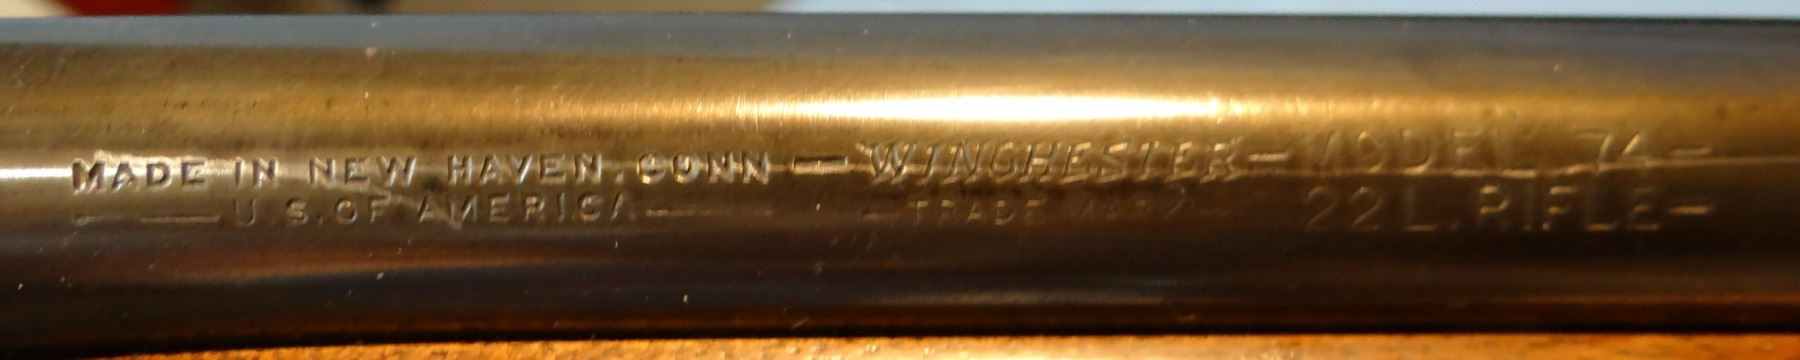 MADE IN NEW HAVEN, CONN — WINCHESTER — MODEL 74 —
— — U.S. OF AMERICA — — — TRADE MARK — 22 L. RIFLE —